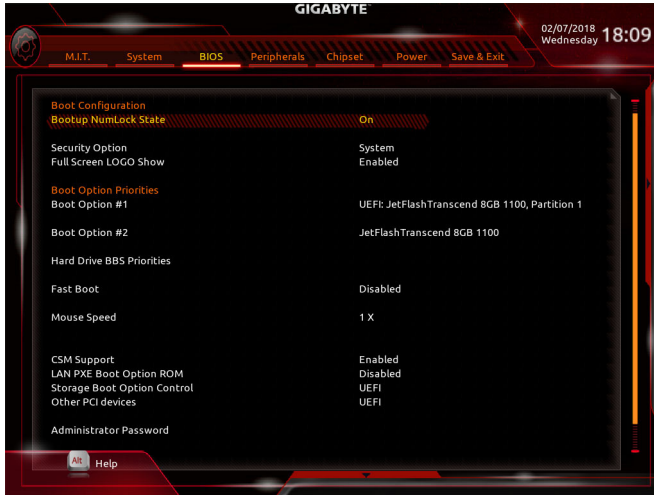 GIGABYTE
02/07/2018 18:09
Wednesday
M.I.T. System BIOS Peripherals Chipset Power Save & Exit
Boot Configuration
Bootup NumLock State On
Security Option System
Full Screen LOGO Show Enabled
Boot Option Priorities
Boot Option #1 UEFI: JetFlashTranscend 8GB 1100, Partition 1
Boot Option #2 JetFlashTranscend 8GB 1100
Hard Drive BBS Priorities
Fast Boot Disabled
Mouse Speed 1 X
CSM Support Enabled
LAN PXE Boot Option ROM Disabled
Storage Boot Option Control UEFI
Other PCI devices UEFI
Administrator Password
Alt Help